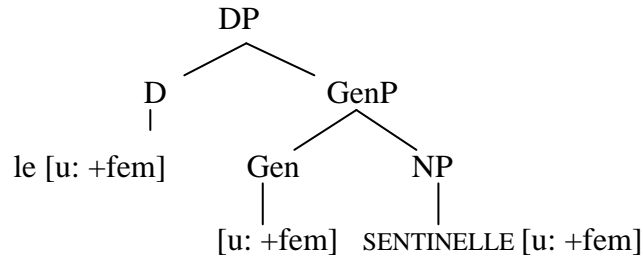 DP
D GenP
le [u: +fem] Gen NP
[u: +fem] SENTINELLE [u: +fem]